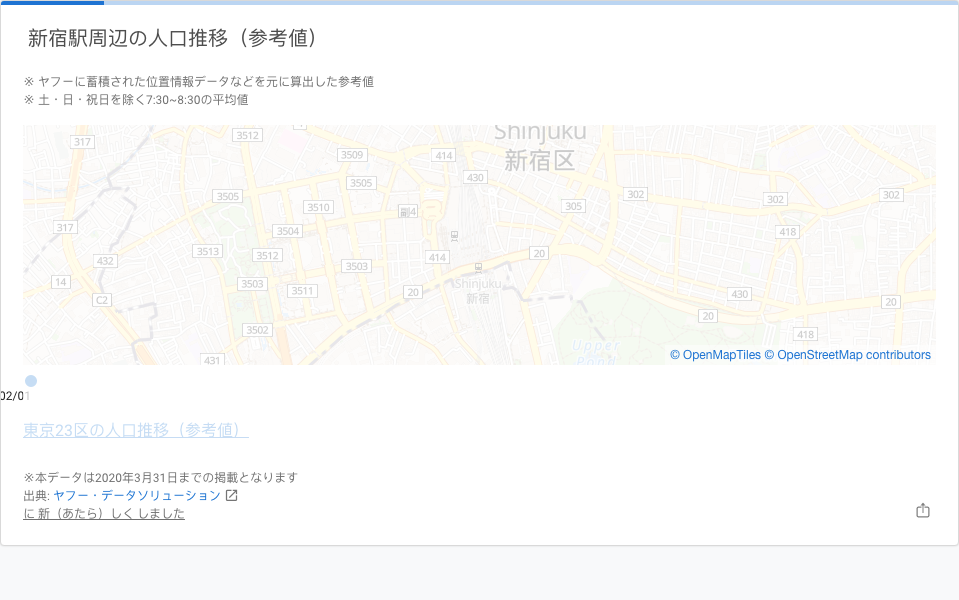 新宿駅周辺の人口推移（参考値）
※ ヤフーに蓄積された位置情報データなどを元に算出した参考値
※ 土・日・祝日を除く7:30~8:30の平均値
3512
Shinjuku
317
3509
414
新宿区
3505
430
3505
302
302
302
3510
副4
305
317
3504
418
3513
3512
414
20
432
3503
Shinjuku
新宿
14
3503
3511
20
430
C2
20
20
3502
418
Upper
431
© OpenMapTiles © OpenStreetMap contributors
02/01
東京23区の人口推移（参考値）
※本データは2020年3月31日までの掲載となります
出典: ヤフー・データソリューション
に 新（あたら）しく しました